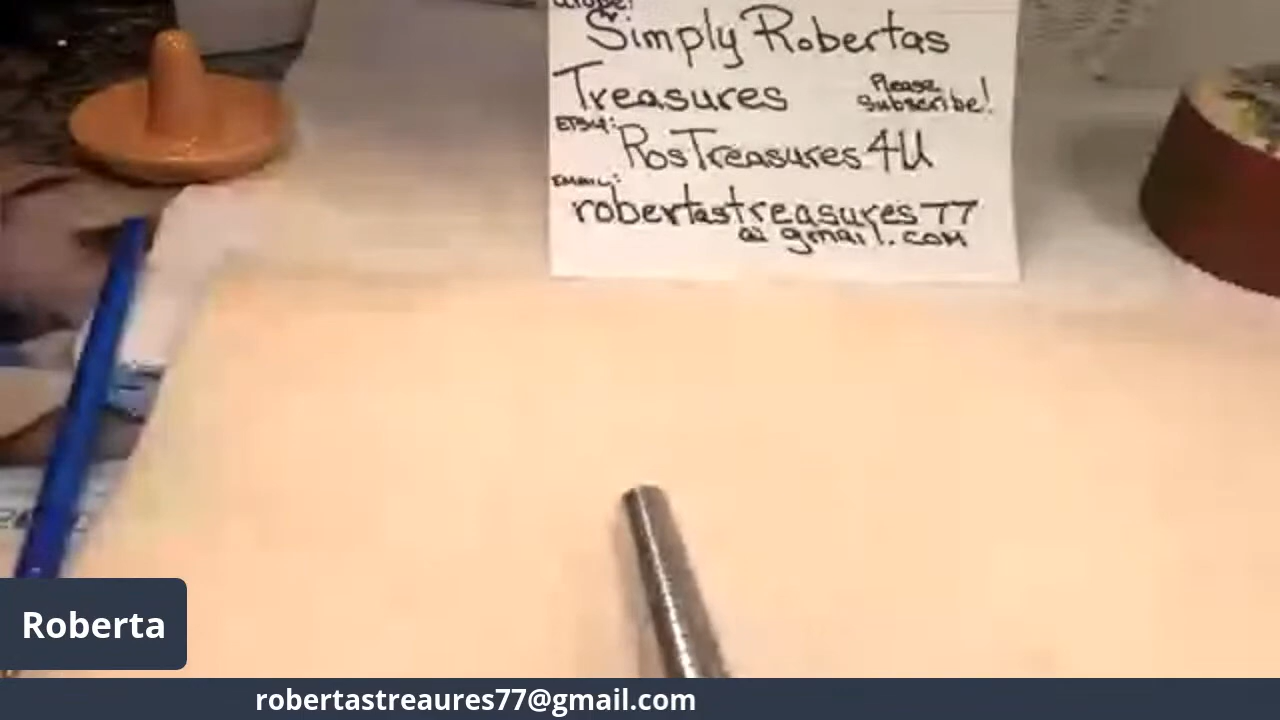 Simply Robertas
Treasures
Please
Subscribe!
ETSY:
RosTreasures4U
EMAIL:
robertastreasures77
@ gmail.com
Roberta
robertastreaures77@gmail.com